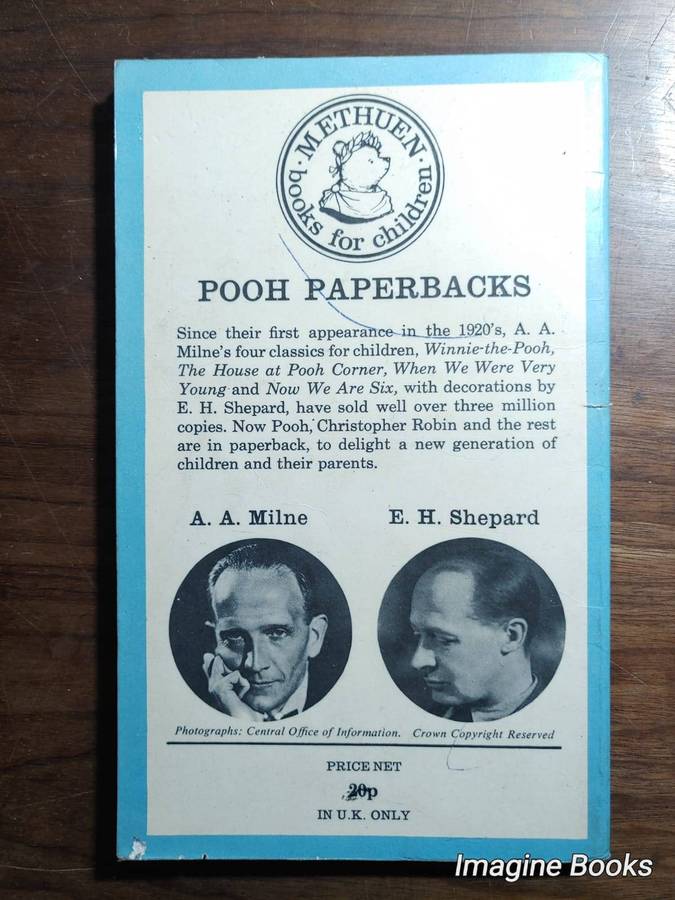 · METHUEN ·
books for children
POOH PAPERBACKS
Since their first appearance in the 1920's, A. A.
Milne's four classics for children, Winnie-the-Pooh,
The House at Pooh Corner, When We Were Very
Young and Now We Are Six, with decorations by
E. H. Shepard, have sold well over three million
copies. Now Pooh, Christopher Robin and the rest
are in paperback, to delight a new generation of
children and their parents.
A. A. Milne
E. H. Shepard
Photographs: Central Office of Information. Crown Copyright Reserved
PRICE NET
20p
IN U.K. ONLY
Imagine Books